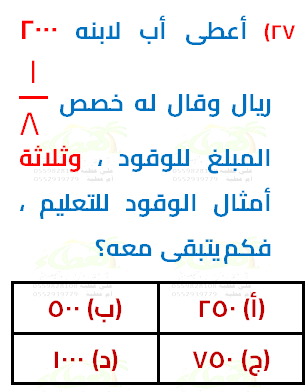 ٢٧) أعطى أب لابنه ٢٠٠٠
ريال وقال له خصص ١/٨
المبلغ للوقود ، وثلاثة
أمثال الوقود للتعليم ،
فكم يتبقى معه؟
(أ) ٢٥٠ (ب) ٥٠٠
(ج) ٧٥٠ (د) ١٠٠٠